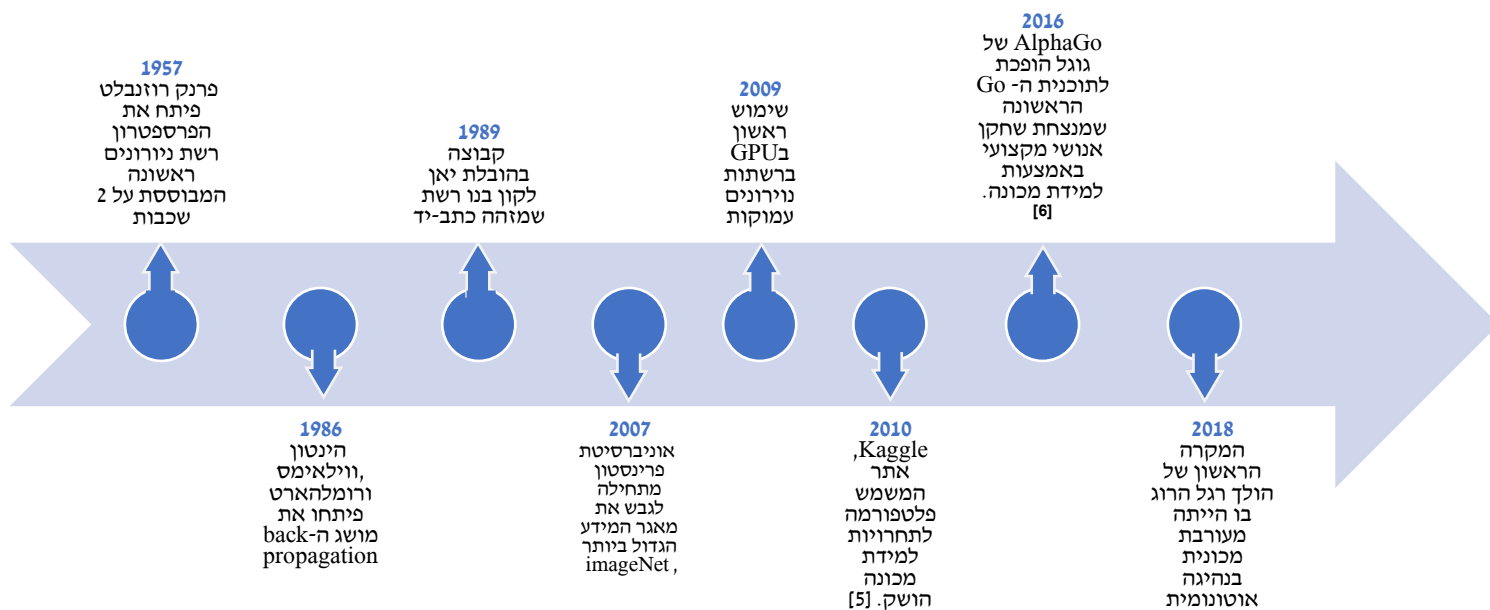 1957
פרנק רוזנבלט
פיתח את
הפרספטרון
רשת ניורונים
ראשונה
המבוססת על 2
שכבות
1986
הינטון
,ווילאימס
ורומלהארט
פיתחו את
מושג ה-back
propagation
1989
קבוצה
בהובלת יאן
לקון בנו רשת
שמזהה כתב-יד
2007
אוניברסיטת
פרינסטון
מתחילה
לגבש את
מאגר המידע
הגדול ביותר
, imageNet
2009
שימוש
ראשון
בGPU
ברשתות
נוירונים
עמוקות
2010
Kaggle,
אתר
המשמש
פלטפורמה
לתחרויות
למידת
מכונה
הושק. [5]
2016
AlphaGo של
גוגל הופכת
לתוכנית ה- Go
הראשונה
שמנצחת שחקן
אנושי מקצועי
באמצעות
למידת מכונה.
[6]
2018
המקרה
הראשון של
הולך רגל הרוג
בו הייתה
מעורבת
מכונית
בנהיגה
אוטונומית